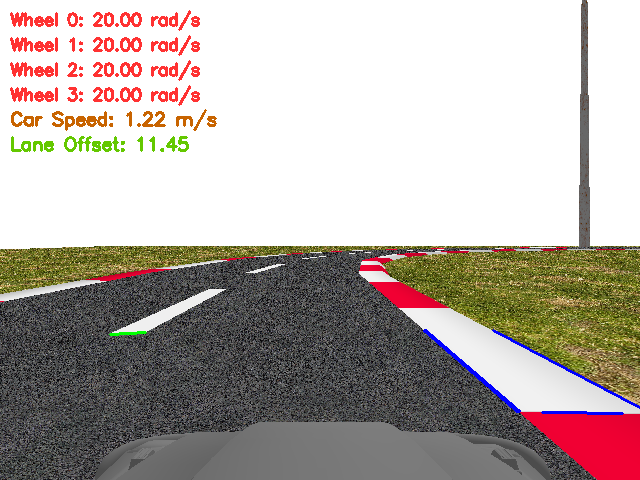 Wheel 0: 20.00 rad/s
Wheel 1: 20.00 rad/s
Wheel 2: 20.00 rad/s
Wheel 3: 20.00 rad/s
Car Speed: 1.22 m/s
Lane Offset: 11.45